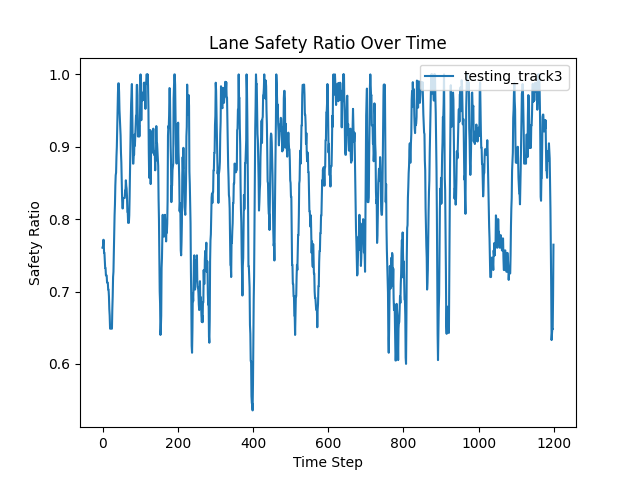 Lane Safety Ratio Over Time
testing_track3
1.0
0.9
0.8
0.7
0.6
Safety Ratio
0 200 400 600 800 1000 1200
Time Step